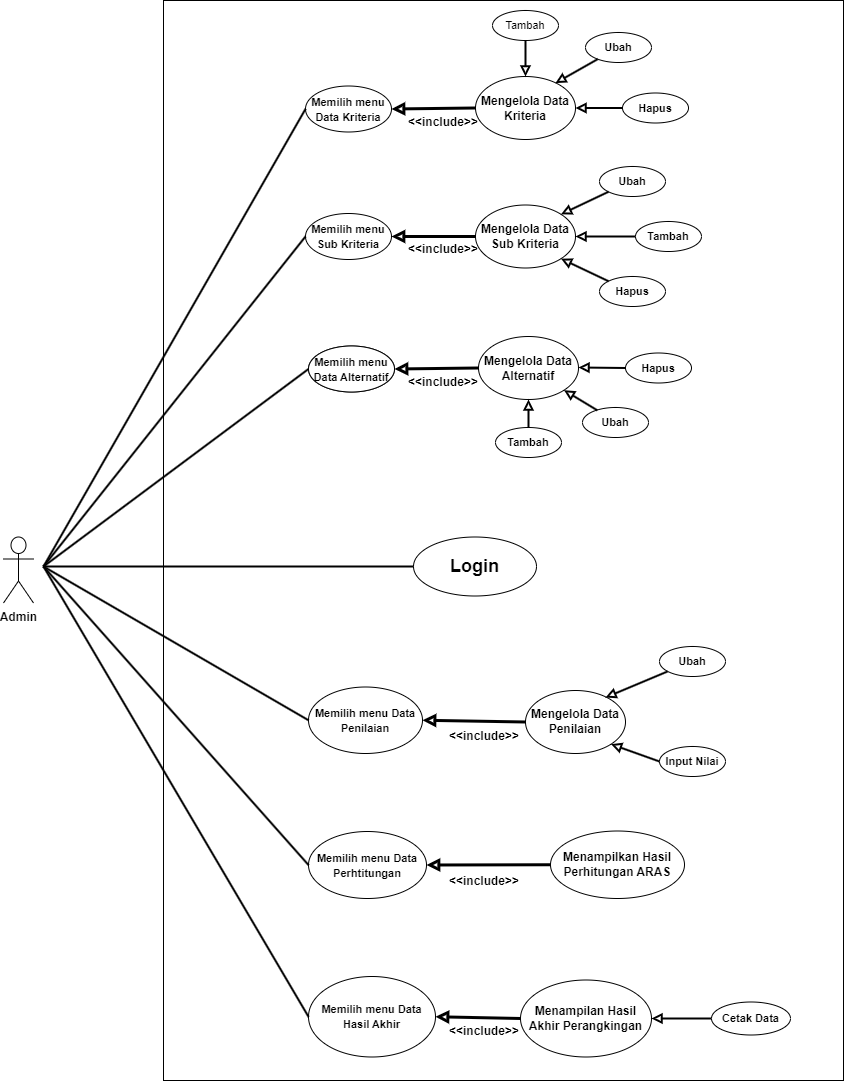 Tambah
Ubah
Memilih menu
Data Kriteria
<<include>>
Mengelola Data
Kriteria
Hapus
Ubah
Memilih menu
Sub Kriteria
<<include>>
Mengelola Data
Sub Kriteria
Tambah
Hapus
Memilih menu
Data Alternatif
<<include>>
Mengelola Data
Alternatif
Hapus
Ubah
Tambah
Login
Admin
Ubah
Memilih menu Data
Penilaian
<<include>>
Mengelola Data
Penilaian
Input Nilai
Memilih menu Data
Perhtitungan
<<include>>
Menampilkan Hasil
Perhitungan ARAS
Memilih menu Data
Hasil Akhir
<<include>>
Menampilan Hasil
Akhir Perangkingan
Cetak Data